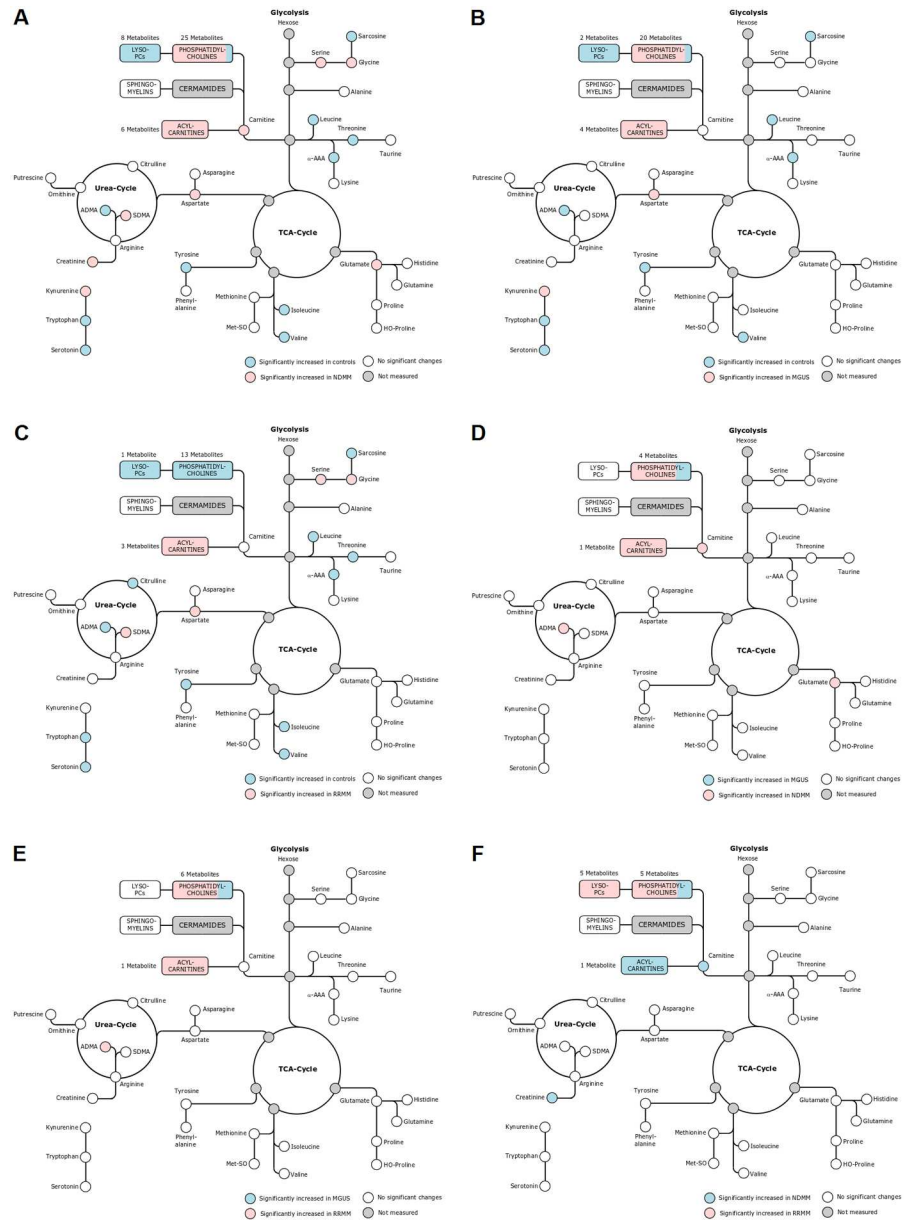 A
Glycolysis
Hexose
8 Metabolites
25 Metabolites
LYSO-
PCs
PHOSPHATIDYL-
CHOLINES
Serine
Sarcosine
Glycine
SPHINGO-
MYELINS
CERMAMIDES
Alanine
6 Metabolites
ACYL-
CARNITINES
Carnitine
Leucine
Threonine
Taurine
α-AAA
Lysine
Citrulline
Putrescine
Ornithine
Urea-Cycle
ADMA
SDMA
Arginine
Creatinine
Asparagine
Aspartate
TCA-Cycle
Kynurenine
Tryptophan
Serotonin
Tyrosine
Phenyl-
alanine
Methionine
Met-SO
Isoleucine
Valine
Glutamate
Histidine
Glutamine
Proline
HO-Proline
Significantly increased in controls
No significant changes
Significantly increased in NDMM
Not measured
B
Glycolysis
Hexose
2 Metabolites
20 Metabolites
LYSO-
PCs
PHOSPHATIDYL-
CHOLINES
Serine
Sarcosine
Glycine
SPHINGO-
MYELINS
CERMAMIDES
Alanine
4 Metabolites
ACYL-
CARNITINES
Carnitine
Leucine
Threonine
Taurine
α-AAA
Lysine
Citrulline
Putrescine
Ornithine
Urea-Cycle
ADMA
SDMA
Arginine
Creatinine
Asparagine
Aspartate
TCA-Cycle
Kynurenine
Tryptophan
Serotonin
Tyrosine
Phenyl-
alanine
Methionine
Met-SO
Isoleucine
Valine
Glutamate
Histidine
Glutamine
Proline
HO-Proline
Significantly increased in controls
No significant changes
Significantly increased in MGUS
Not measured
C
Glycolysis
Hexose
1 Metabolite
13 Metabolites
LYSO-
PCs
PHOSPHATIDYL-
CHOLINES
Serine
Sarcosine
Glycine
SPHINGO-
MYELINS
CERMAMIDES
Alanine
3 Metabolites
ACYL-
CARNITINES
Carnitine
Leucine
Threonine
Taurine
α-AAA
Lysine
Citrulline
Putrescine
Ornithine
Urea-Cycle
ADMA
SDMA
Arginine
Creatinine
Asparagine
Aspartate
TCA-Cycle
Kynurenine
Tryptophan
Serotonin
Tyrosine
Phenyl-
alanine
Methionine
Met-SO
Isoleucine
Valine
Glutamate
Histidine
Glutamine
Proline
HO-Proline
Significantly increased in controls
No significant changes
Significantly increased in RRMM
Not measured
D
Glycolysis
Hexose
4 Metabolites
LYSO-
PCs
PHOSPHATIDYL-
CHOLINES
Serine
Sarcosine
Glycine
SPHINGO-
MYELINS
CERMAMIDES
Alanine
1 Metabolite
ACYL-
CARNITINES
Carnitine
Leucine
Threonine
Taurine
α-AAA
Lysine
Citrulline
Putrescine
Ornithine
Urea-Cycle
ADMA
SDMA
Arginine
Creatinine
Asparagine
Aspartate
TCA-Cycle
Kynurenine
Tryptophan
Serotonin
Tyrosine
Phenyl-
alanine
Methionine
Met-SO
Isoleucine
Valine
Glutamate
Histidine
Glutamine
Proline
HO-Proline
Significantly increased in MGUS
No significant changes
Significantly increased in NDMM
Not measured
E
Glycolysis
Hexose
6 Metabolites
LYSO-
PCs
PHOSPHATIDYL-
CHOLINES
Serine
Sarcosine
Glycine
SPHINGO-
MYELINS
CERMAMIDES
Alanine
1 Metabolite
ACYL-
CARNITINES
Carnitine
Leucine
Threonine
Taurine
α-AAA
Lysine
Citrulline
Putrescine
Ornithine
Urea-Cycle
ADMA
SDMA
Arginine
Creatinine
Asparagine
Aspartate
TCA-Cycle
Kynurenine
Tryptophan
Serotonin
Tyrosine
Phenyl-
alanine
Methionine
Met-SO
Isoleucine
Valine
Glutamate
Histidine
Glutamine
Proline
HO-Proline
Significantly increased in MGUS
No significant changes
Significantly increased in RRMM
Not measured
F
Glycolysis
Hexose
5 Metabolites
5 Metabolites
LYSO-
PCs
PHOSPHATIDYL-
CHOLINES
Serine
Sarcosine
Glycine
SPHINGO-
MYELINS
CERMAMIDES
Alanine
1 Metabolite
ACYL-
CARNITINES
Carnitine
Leucine
Threonine
Taurine
α-AAA
Lysine
Citrulline
Putrescine
Ornithine
Urea-Cycle
ADMA
SDMA
Arginine
Creatinine
Asparagine
Aspartate
TCA-Cycle
Kynurenine
Tryptophan
Serotonin
Tyrosine
Phenyl-
alanine
Methionine
Met-SO
Isoleucine
Valine
Glutamate
Histidine
Glutamine
Proline
HO-Proline
Significantly increased in NDMM
No significant changes
Significantly increased in RRMM
Not measured